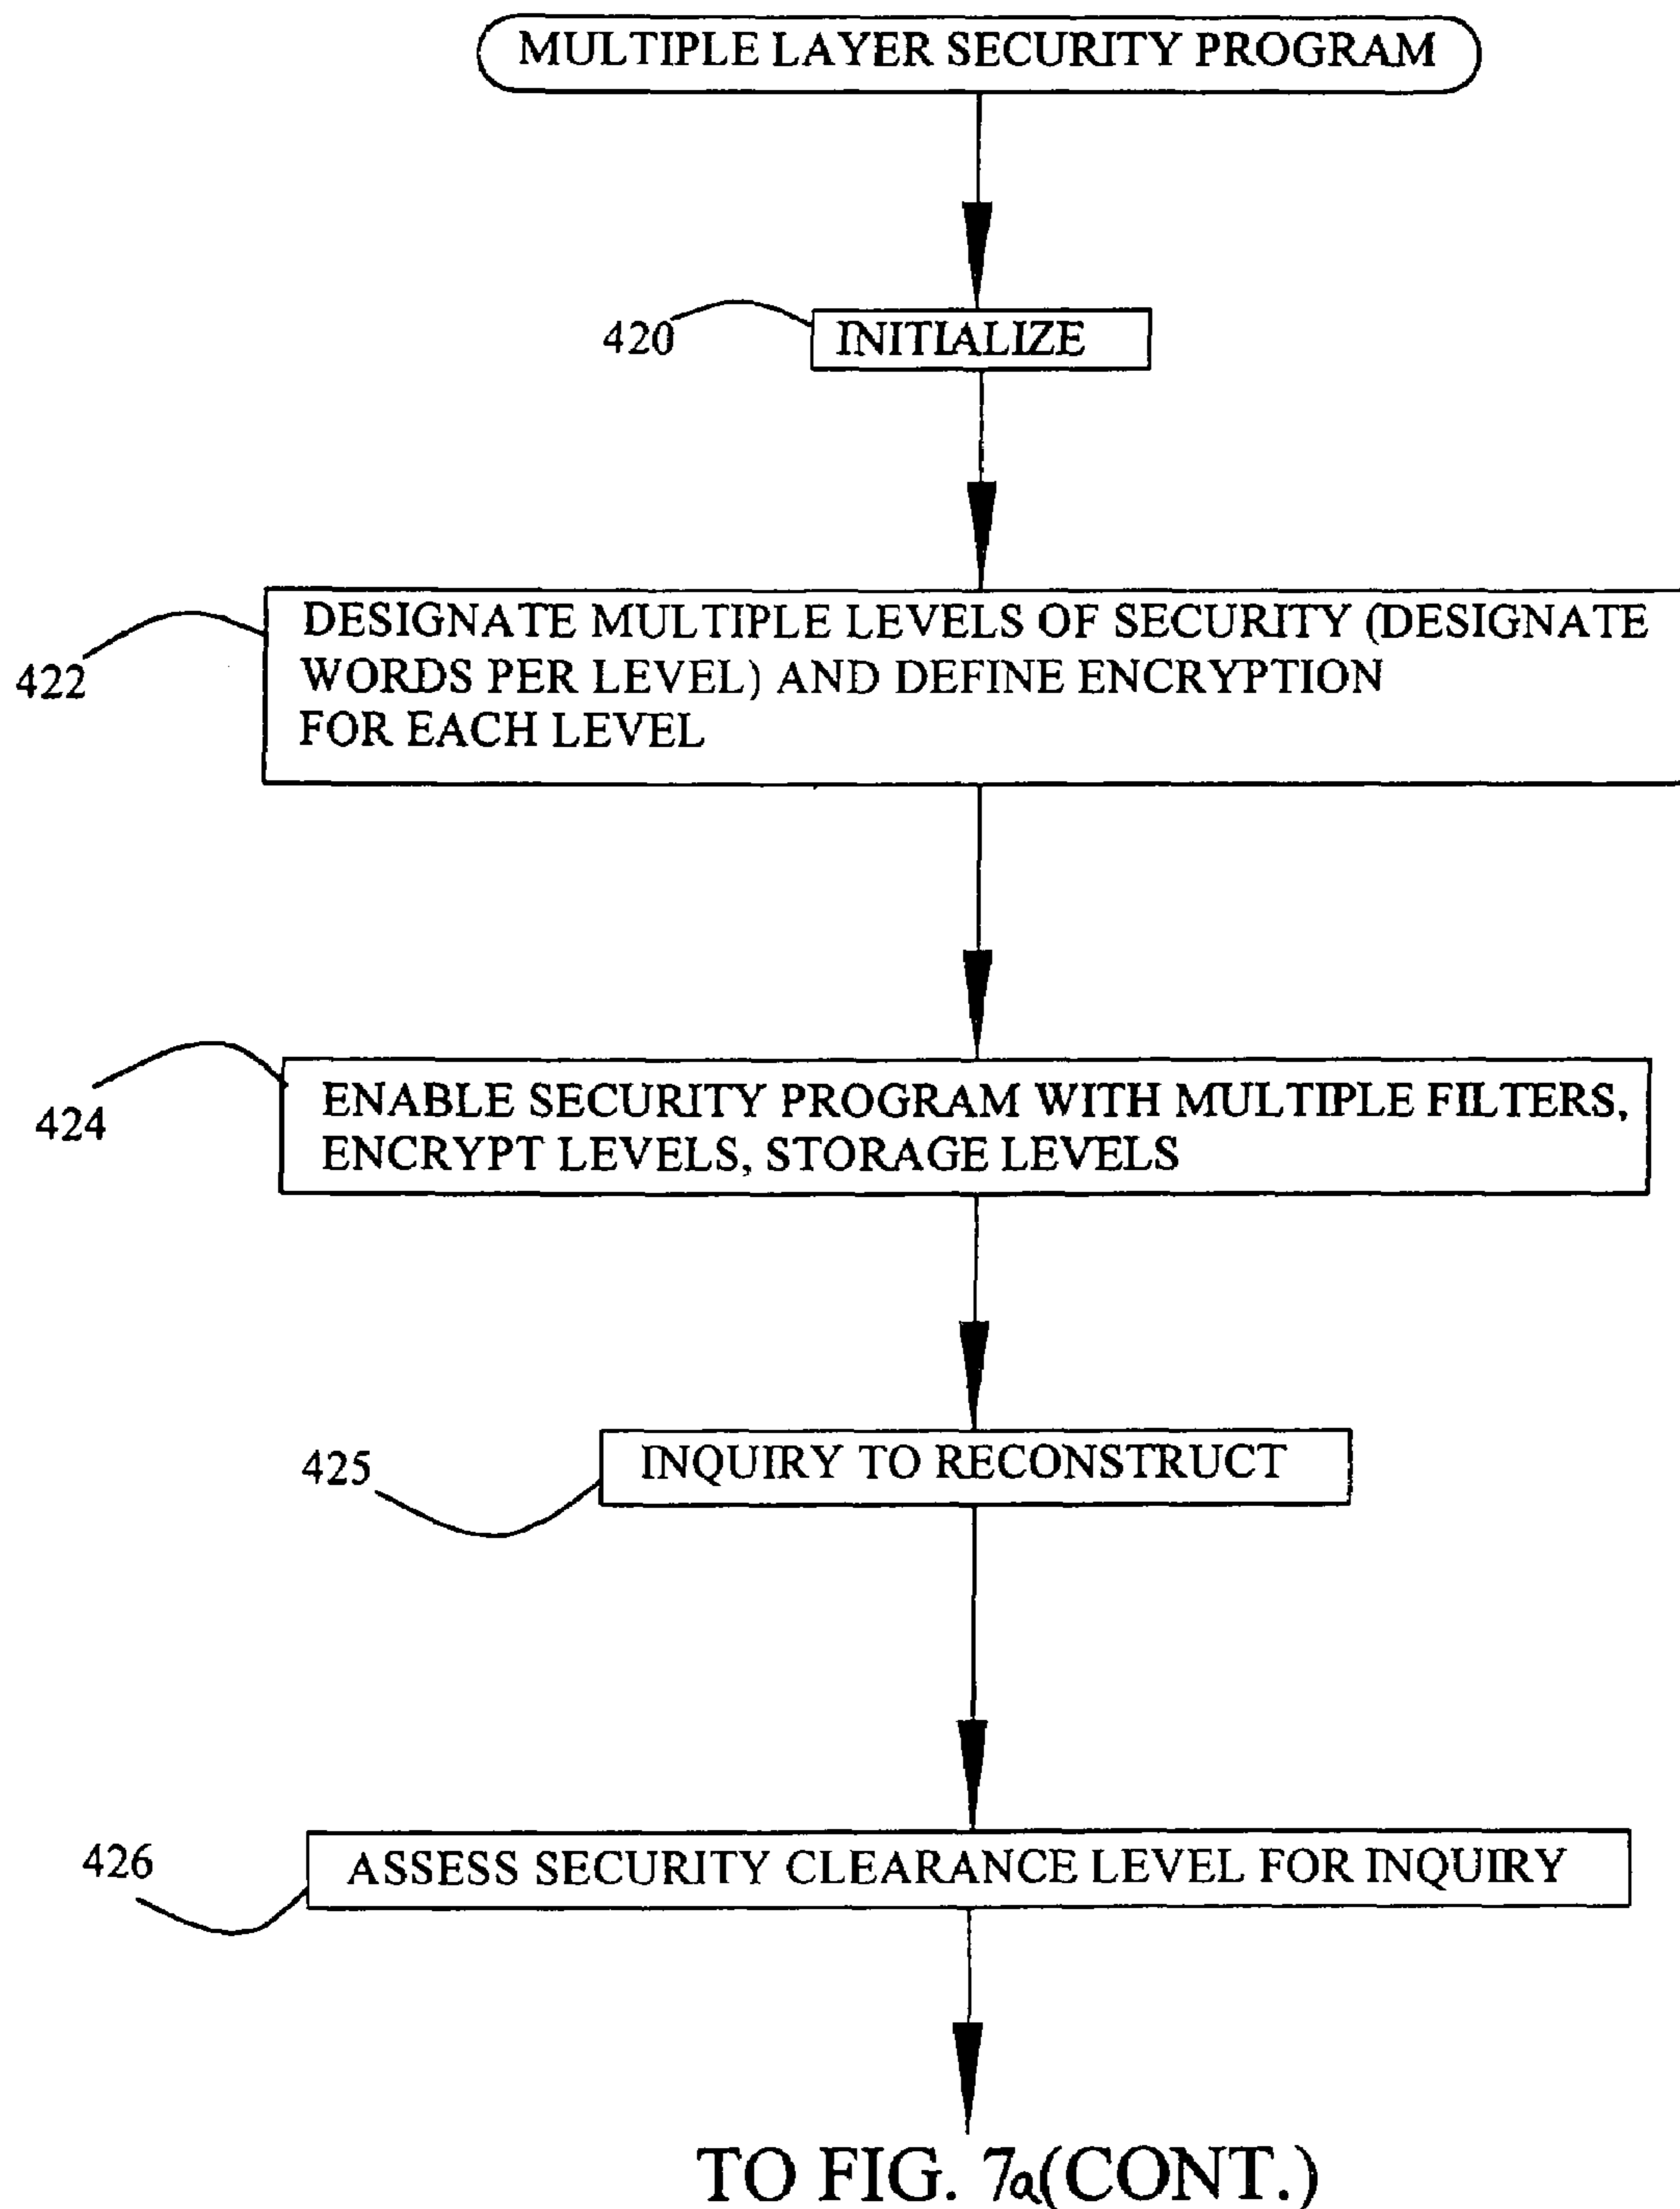 MULTIPLE LAYER SECURITY PROGRAM
420
INITIALIZE
422
DESIGNATE MULTIPLE LEVELS OF SECURITY (DESIGNATE
WORDS PER LEVEL) AND DEFINE ENCRYPTION
FOR EACH LEVEL
424
ENABLE SECURITY PROGRAM WITH MULTIPLE FILTERS,
ENCRYPT LEVELS, STORAGE LEVELS
425
INQUIRY TO RECONSTRUCT
426
ASSESS SECURITY CLEARANCE LEVEL FOR INQUIRY
TO FIG. 7a(CONT.)